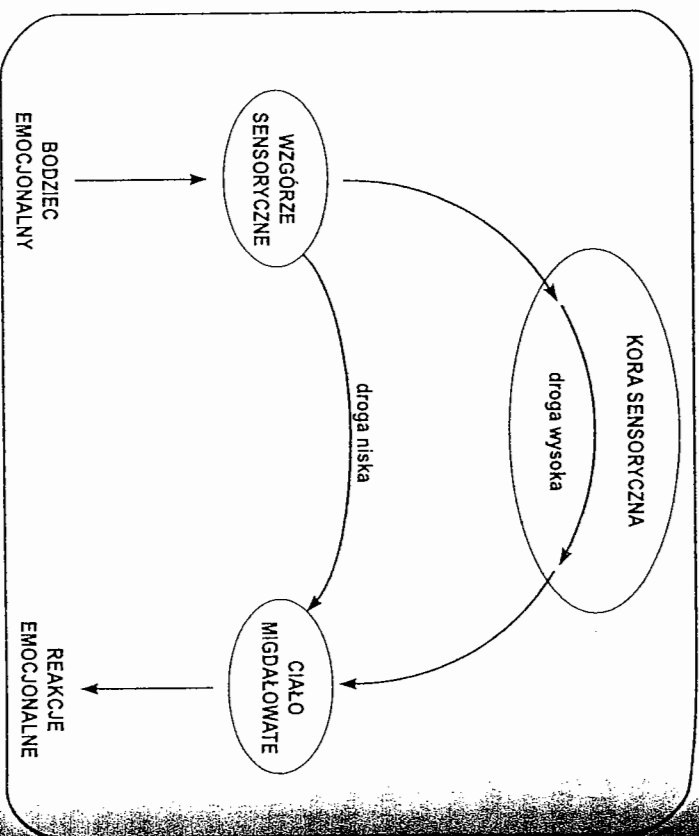 KORA SENSORYCZNA
droga wysoka
WZGÓRZE
SENSORYCZNE
droga niska
CIAŁO
MIGDAŁOWATE
BODZIEC
EMOCJONALNY
REAKCJE
EMOCJONALNE